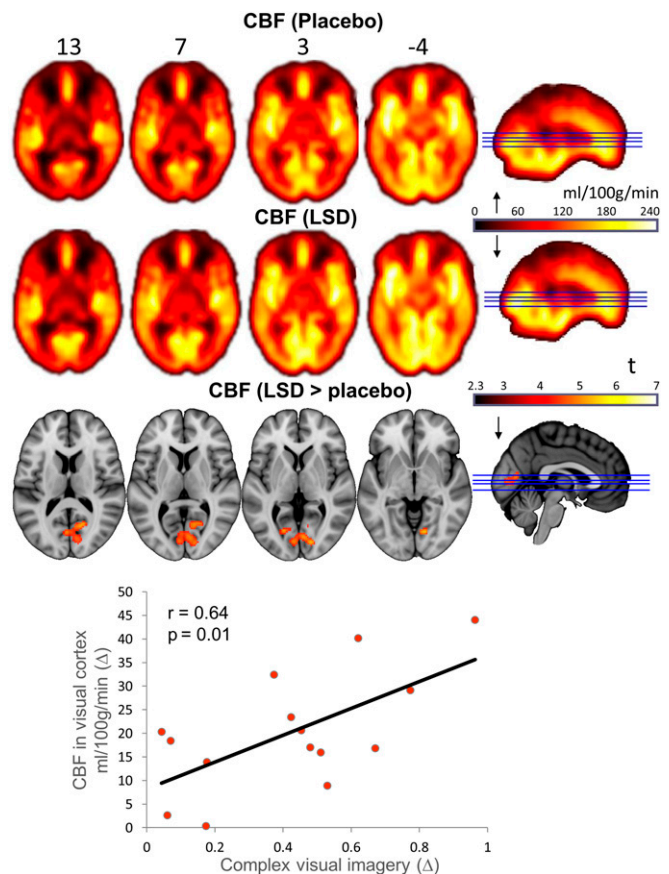 CBF (Placebo)
13 7 3 -4
ml/100g/min
0 60 120 180 240
CBF (LSD)
CBF (LSD > placebo)
t
2.3 3 4 5 6 7
r = 0.64
p = 0.01
CBF in visual cortex
ml/100g/min (Δ)
50
45
40
35
30
25
20
15
10
5
0
0 0.2 0.4 0.6 0.8 1
Complex visual imagery (Δ)